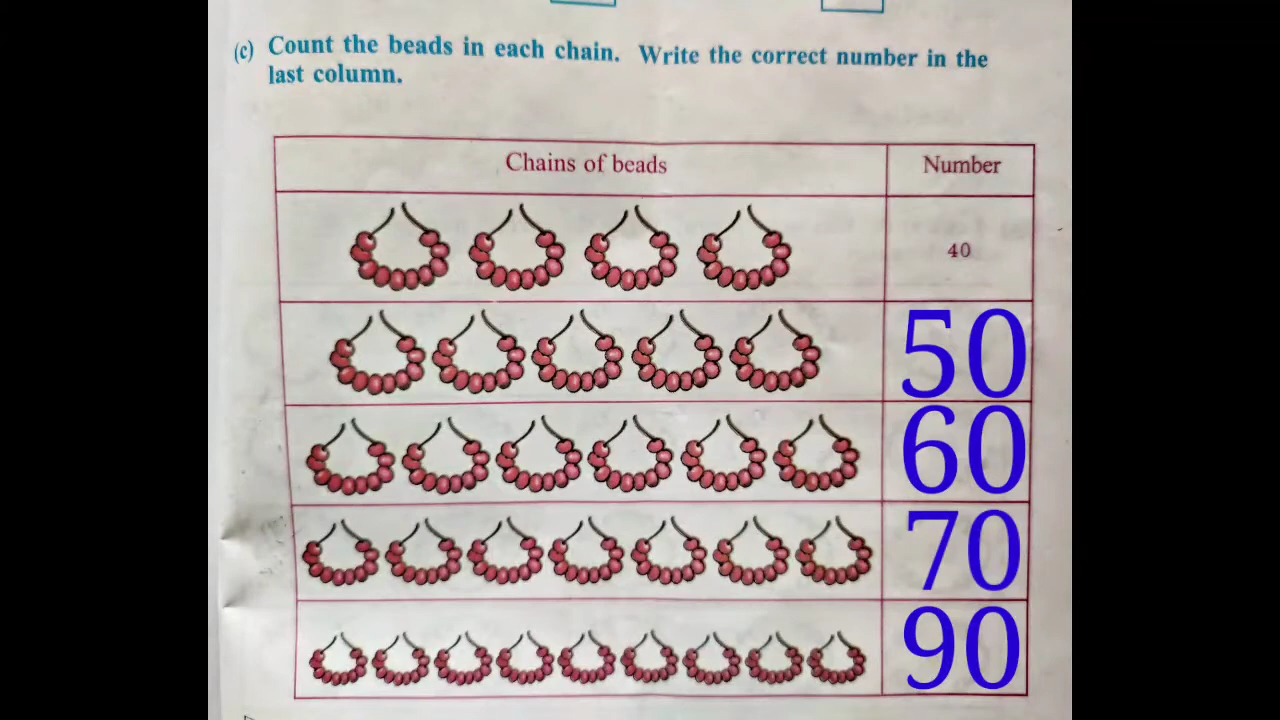 (c) Count the beads in each chain. Write the correct number in the
last column.
Chains of beads Number
40
50
60
70
90